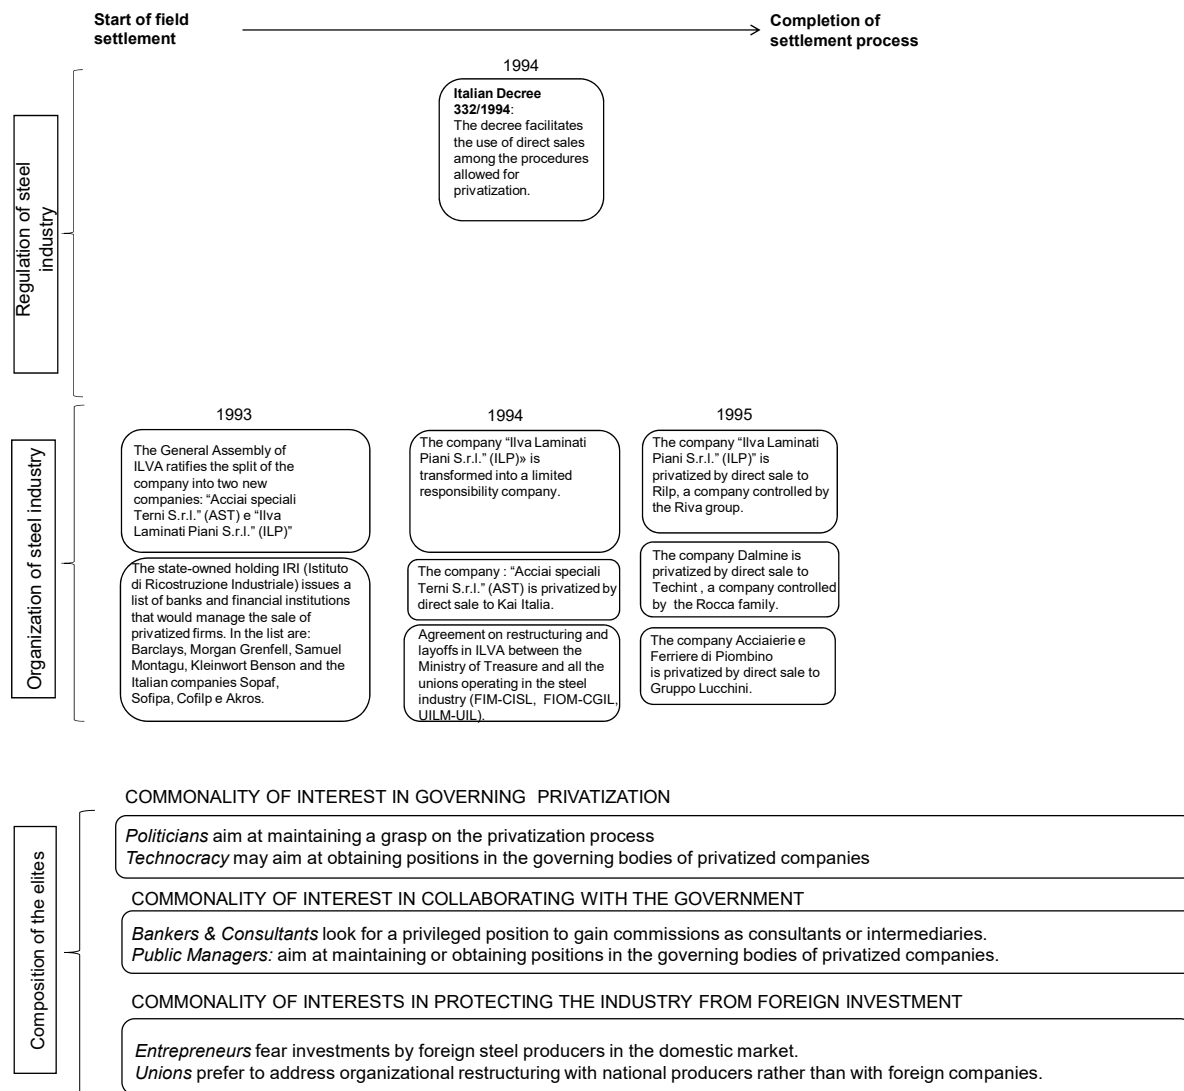 Start of field
settlement
Completion of
settlement process
Regulation of steel
industry
1994
Italian Decree
332/1994:
The decree facilitates
the use of direct sales
among the procedures
allowed for
privatization.
Organization of steel industry
1993
The General Assembly of
ILVA ratifies the split of the
company into two new
companies: “Acciai speciali
Terni S.r.l.” (AST) e “Ilva
Laminati Piani S.r.l.” (ILP)”
The state-owned holding IRI (Istituto
di Ricostruzione Industriale) issues a
list of banks and financial institutions
that would manage the sale of
privatized firms. In the list are:
Barclays, Morgan Grenfell, Samuel
Montagu, Kleinwort Benson and the
Italian companies Sopaf,
Sofipa, Cofilp e Akros.
1994
The company “Ilva Laminati
Piani S.r.l.” (ILP)» is
transformed into a limited
responsibility company.
The company : “Acciai speciali
Terni S.r.l.” (AST) is privatized by
direct sale to Kai Italia.
Agreement on restructuring and
layoffs in ILVA between the
Ministry of Treasure and all the
unions operating in the steel
industry (FIM-CISL, FIOM-CGIL,
UILM-UIL).
1995
The company “Ilva Laminati
Piani S.r.l.” (ILP)” is
privatized by direct sale to
Rilp, a company controlled by
the Riva group.
The company Dalmine is
privatized by direct sale to
Techint , a company controlled
by the Rocca family.
The company Acciaierie e
Ferriere di Piombino
is privatized by direct sale to
Gruppo Lucchini.
Composition of the elites
COMMONALITY OF INTEREST IN GOVERNING PRIVATIZATION
Politicians aim at maintaining a grasp on the privatization process
Technocracy may aim at obtaining positions in the governing bodies of privatized companies
COMMONALITY OF INTEREST IN COLLABORATING WITH THE GOVERNMENT
Bankers & Consultants look for a privileged position to gain commissions as consultants or intermediaries.
Public Managers: aim at maintaining or obtaining positions in the governing bodies of privatized companies.
COMMONALITY OF INTERESTS IN PROTECTING THE INDUSTRY FROM FOREIGN INVESTMENT
Entrepreneurs fear investments by foreign steel producers in the domestic market.
Unions prefer to address organizational restructuring with national producers rather than with foreign companies.